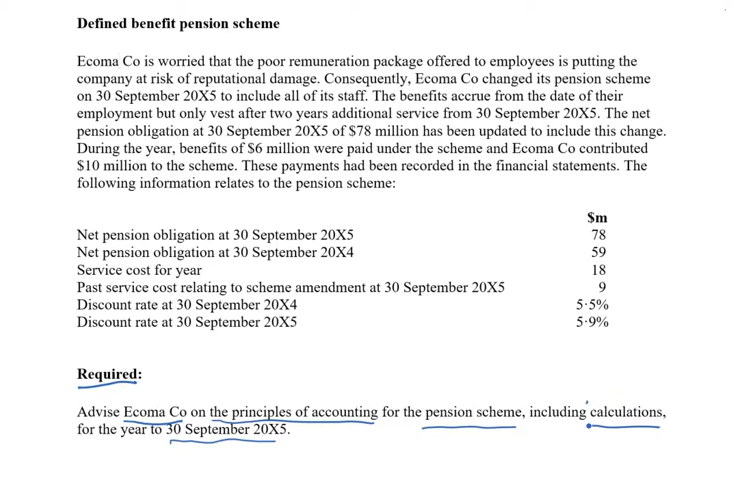 Defined benefit pension scheme
Ecoma Co is worried that the poor remuneration package offered to employees is putting the
company at risk of reputational damage. Consequently, Ecoma Co changed its pension scheme
on 30 September 20X5 to include all of its staff. The benefits accrue from the date of their
employment but only vest after two years additional service from 30 September 20X5. The net
pension obligation at 30 September 20X5 of $78 million has been updated to include this change.
During the year, benefits of $6 million were paid under the scheme and Ecoma Co contributed
$10 million to the scheme. These payments had been recorded in the financial statements. The
following information relates to the pension scheme:
$m
Net pension obligation at 30 September 20X5 78
Net pension obligation at 30 September 20X4 59
Service cost for year 18
Past service cost relating to scheme amendment at 30 September 20X5 9
Discount rate at 30 September 20X4 5·5%
Discount rate at 30 September 20X5 5·9%
Required:
Advise Ecoma Co on the principles of accounting for the pension scheme, including calculations,
for the year to 30 September 20X5.